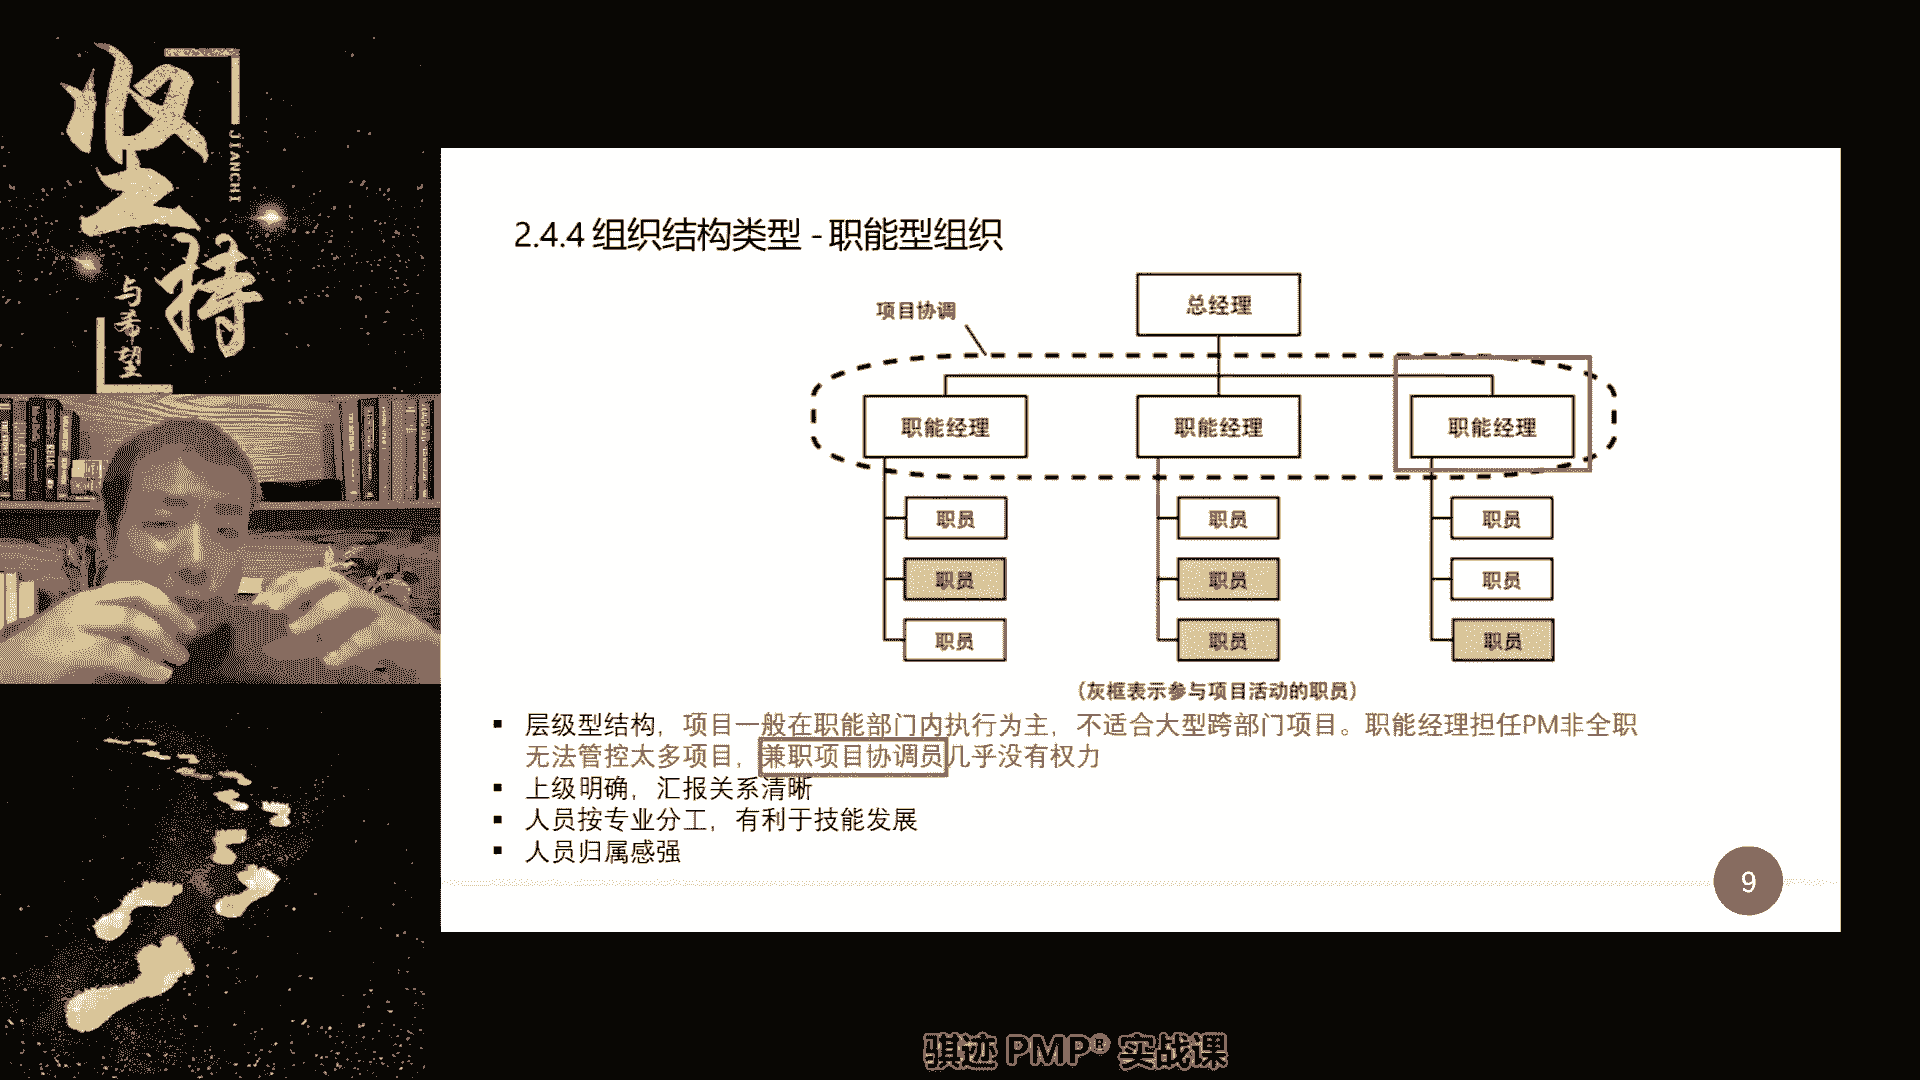 坚持
JIANCHI
与希望
2.4.4 组织结构类型 - 职能型组织
项目协调
总经理
职能经理 职能经理 职能经理
职员 职员 职员
职员 职员 职员
职员 职员 职员
(灰框表示参与项目活动的职员)
▪ 层级型结构,项目一般在职能部门内执行为主,不适合大型跨部门项目。职能经理担任PM非全职
无法管控太多项目,兼职项目协调员几乎没有权力
▪ 上级明确,汇报关系清晰
▪ 人员按专业分工,有利于技能发展
▪ 人员归属感强
9
骐迹 PMP® 实战课